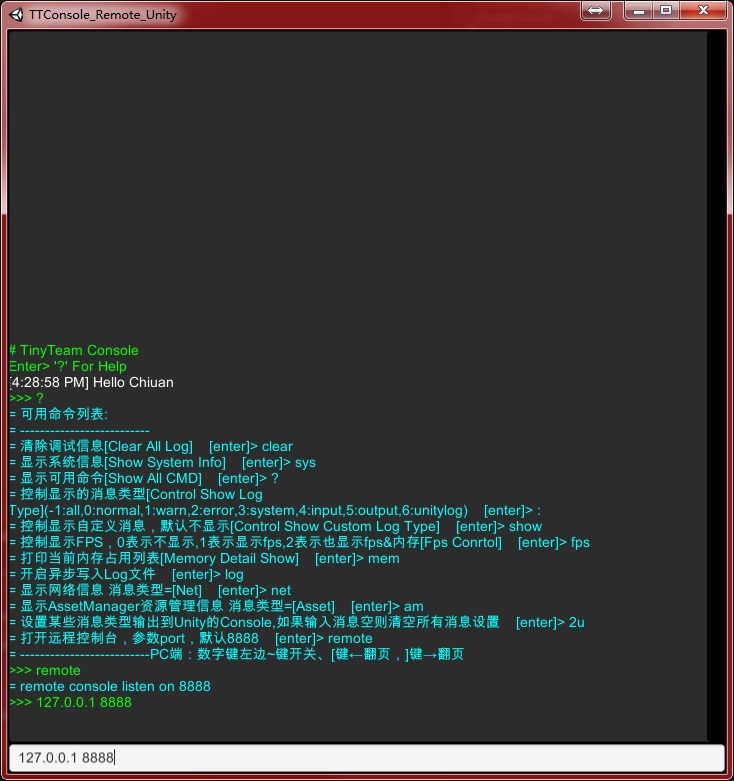 TTConsole_Remote_Unity
# TinyTeam Console
Enter> '?' For Help
[4:28:58 PM] Hello Chiuan
>>> ?
= 可用命令列表:
= --------------------------
= 清除调试信息[Clear All Log] [enter]> clear
= 显示系统信息[Show System Info] [enter]> sys
= 显示可用命令[Show All CMD] [enter]> ?
= 控制显示的消息类型[Control Show Log
Type](-1:all,0:normal,1:warn,2:error,3:system,4:input,5:output,6:unitylog) [enter]> :
= 控制显示自定义消息，默认不显示[Control Show Custom Log Type] [enter]> show
= 控制显示FPS，0表示不显示,1表示显示fps,2表示也显示fps&内存[Fps Conrtol] [enter]> fps
= 打印当前内存占用列表[Memory Detail Show] [enter]> mem
= 开启异步写入Log文件 [enter]> log
= 显示网络信息 消息类型=[Net] [enter]> net
= 显示AssetManager资源管理信息 消息类型=[Asset] [enter]> am
= 设置某些消息类型输出到Unity的Console,如果输入消息空则清空所有消息设置 [enter]> 2u
= 打开远程控制台，参数port，默认8888 [enter]> remote
= --------------------------PC端：数字键左边~键开关、[键←翻页，]键→翻页
>>> remote
= remote console listen on 8888
>>> 127.0.0.1 8888
127.0.0.1 8888